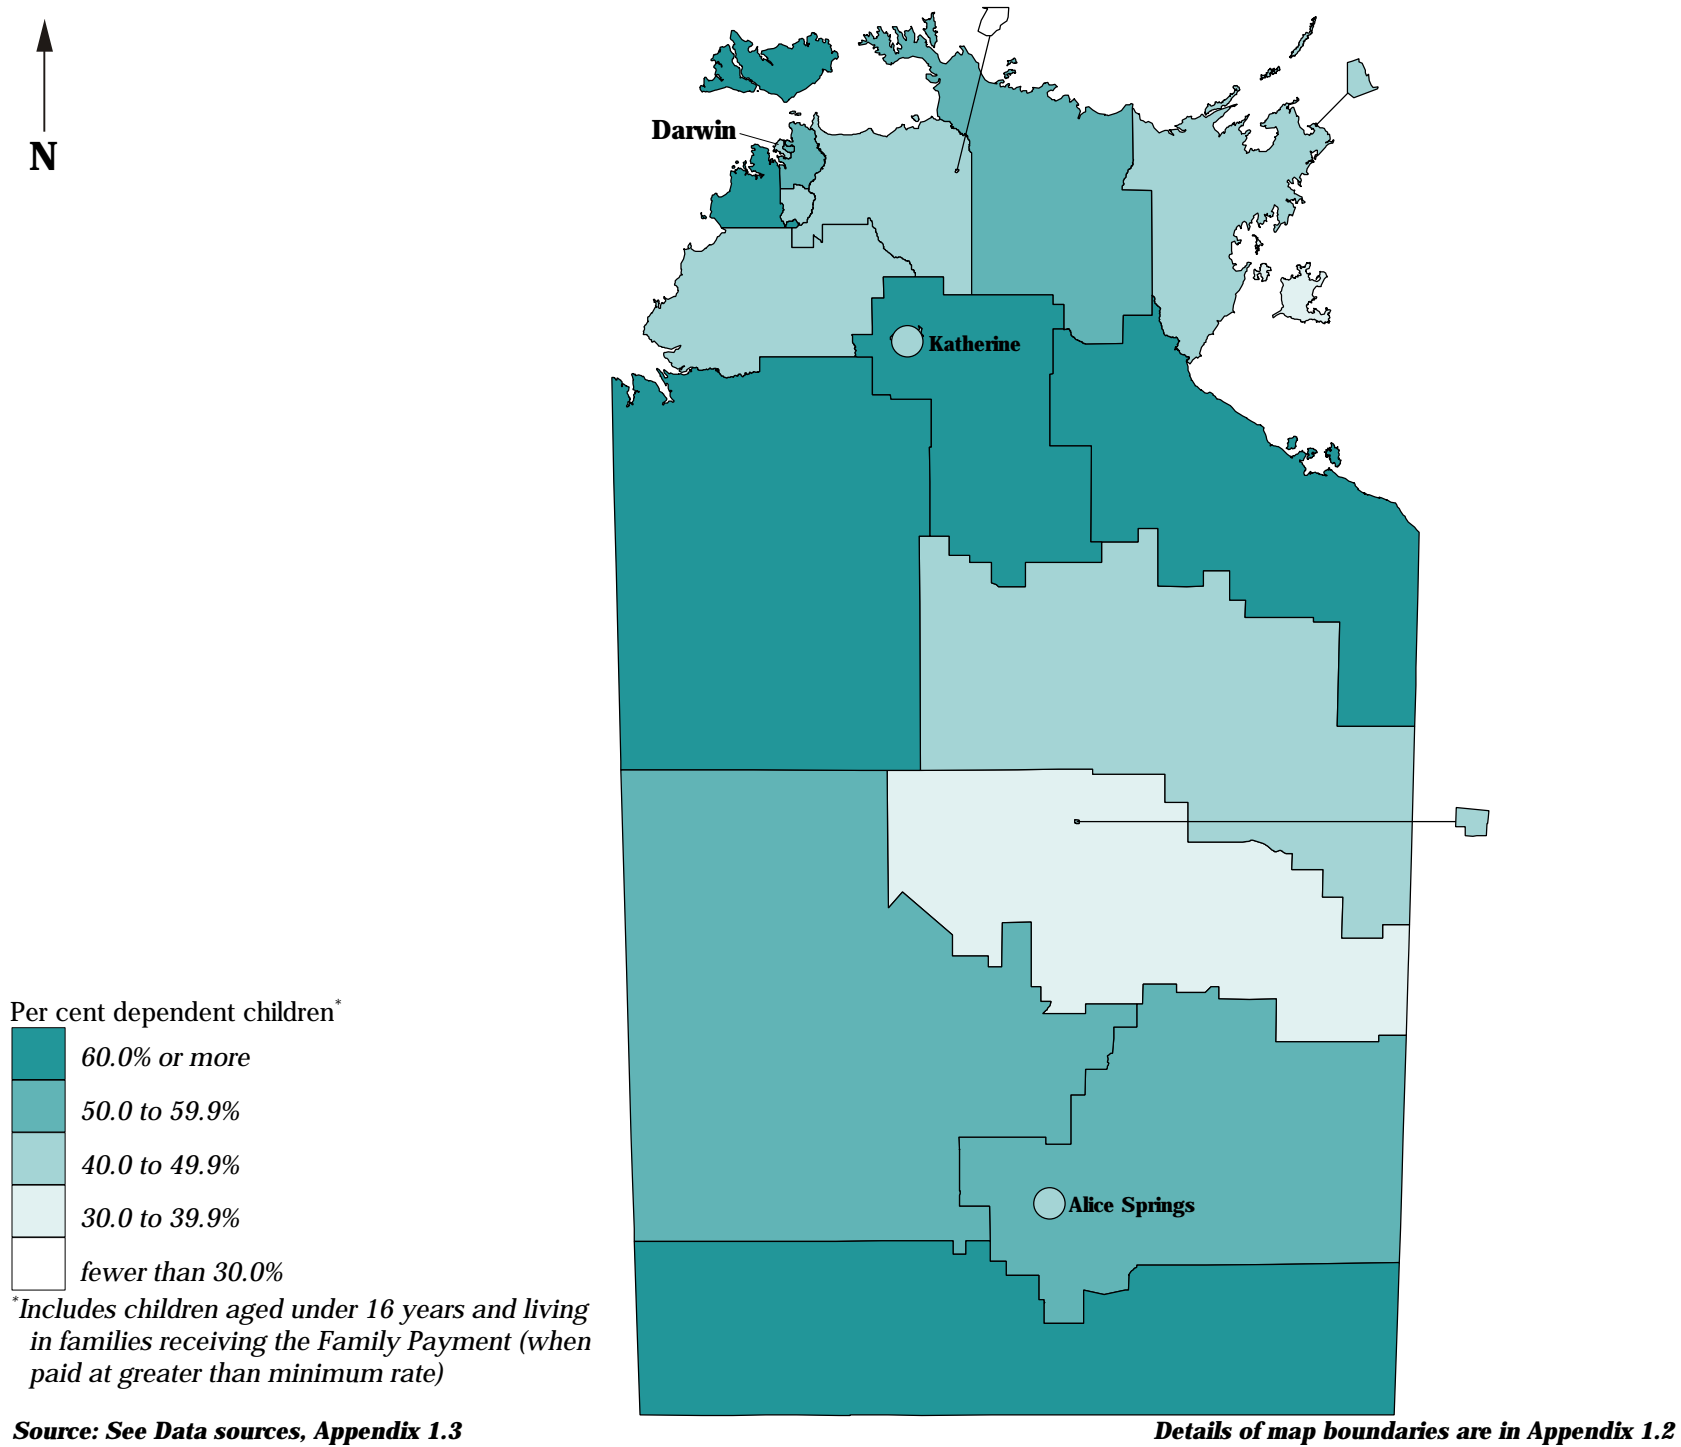 N
Darwin
Katherine
Alice Springs
Per cent dependent children*
60.0% or more
50.0 to 59.9%
40.0 to 49.9%
30.0 to 39.9%
fewer than 30.0%
*Includes children aged under 16 years and living
in families receiving the Family Payment (when
paid at greater than minimum rate)
Source: See Data sources, Appendix 1.3
Details of map boundaries are in Appendix 1.2